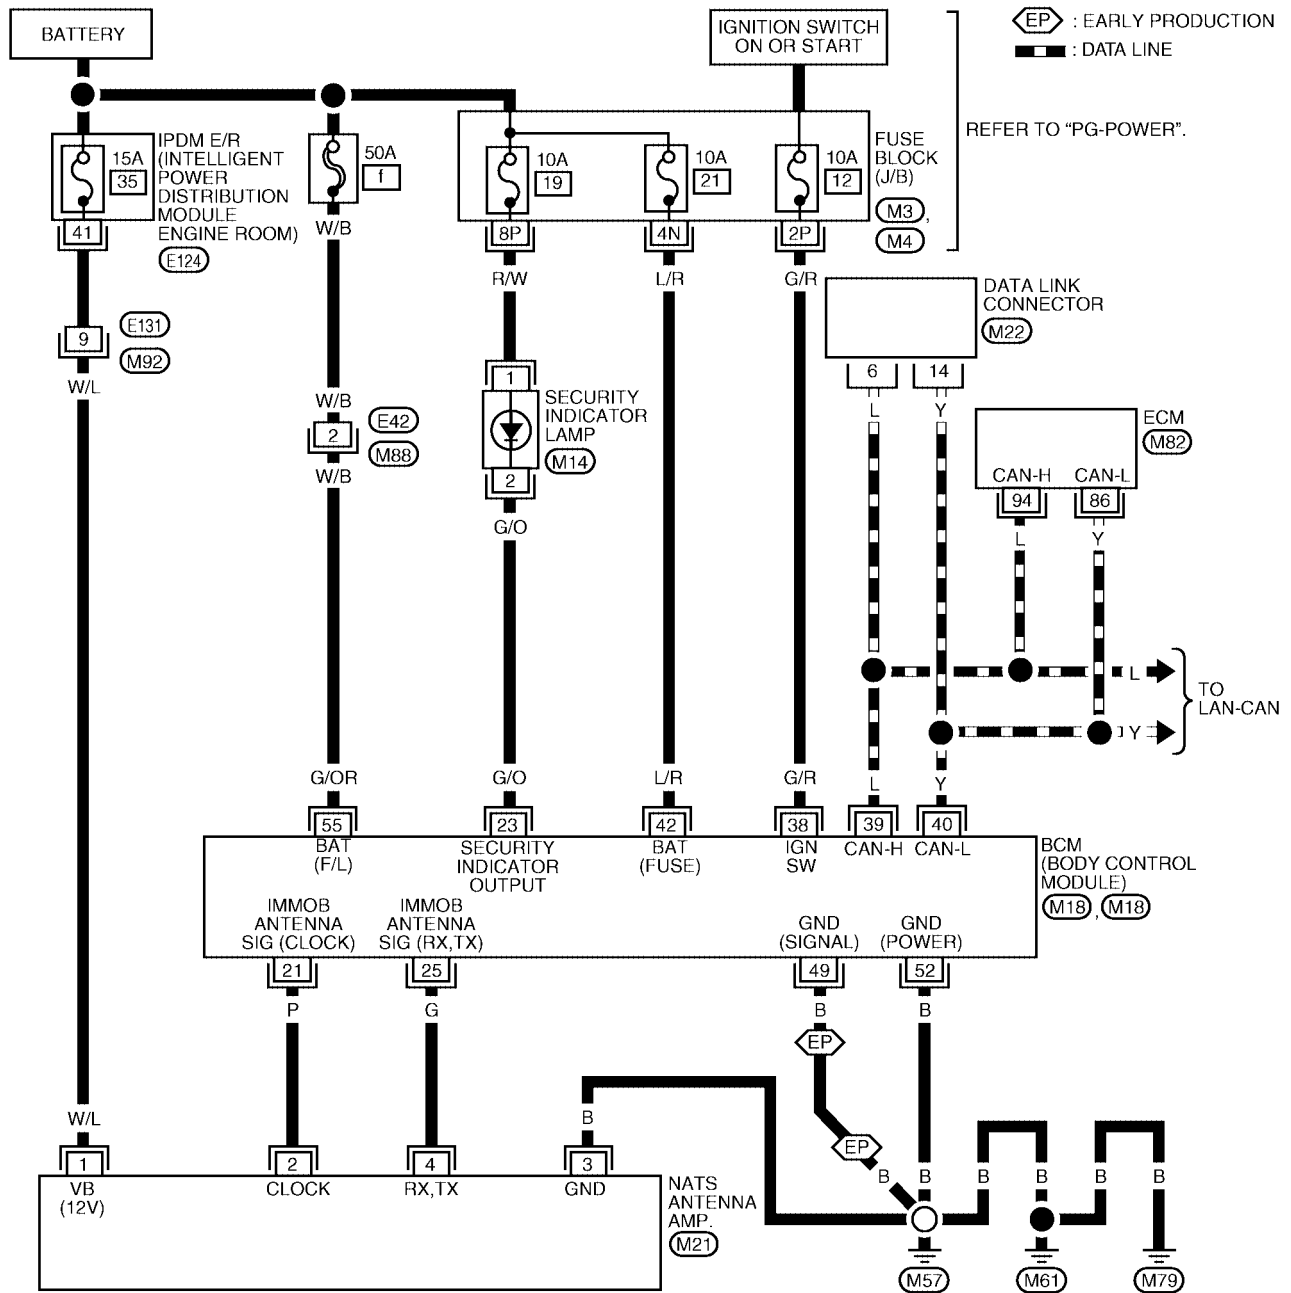 BATTERY
IGNITION SWITCH
ON OR START
EP : EARLY PRODUCTION
: DATA LINE
REFER TO “PG-POWER”.
15A
35
41
IPDM E/R
(INTELLIGENT
POWER
DISTRIBUTION
MODULE
ENGINE ROOM)
E124
50A
f
W/B
10A
19
10A
21
10A
12
FUSE
BLOCK
(J/B)
M3 ,
M4
8P
4N
2P
R/W
L/R
G/R
9
E131
M92
W/L
W/B
2
E42
M88
W/B
1
SECURITY
INDICATOR
LAMP
M14
2
G/O
DATA LINK
CONNECTOR
M22
6
14
L
Y
ECM
M82
CAN-H
CAN-L
94
86
L
Y
L
Y
TO
LAN-CAN
G/OR
G/O
L/R
G/R
L
Y
55
23
42
38
39
40
BAT
(F/L)
SECURITY
INDICATOR
OUTPUT
BAT
(FUSE)
IGN
SW
CAN-H
CAN-L
BCM
(BODY CONTROL
MODULE)
M18 , M18
IMMOB
ANTENNA
SIG (CLOCK)
IMMOB
ANTENNA
SIG (RX,TX)
GND
(SIGNAL)
GND
(POWER)
21
25
49
52
P
G
B
B
EP
EP
W/L
B
B
B
B
B
B
B
1
2
4
3
VB
(12V)
CLOCK
RX,TX
GND
NATS
ANTENNA
AMP.
M21
M57
M61
M79